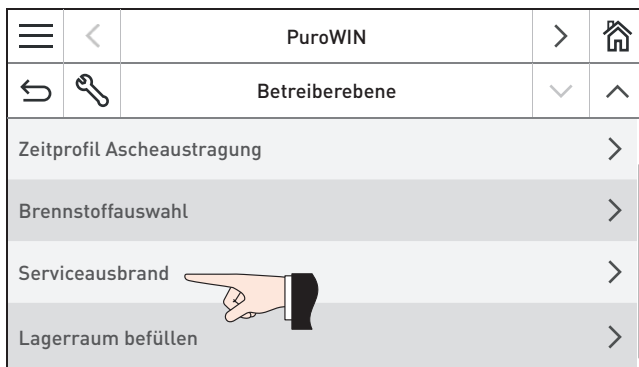 PuroWIN
Betreiberebene
Zeitprofil Ascheaustragung
Brennstoffauswahl
Serviceausbrand
Lagerraum befüllen